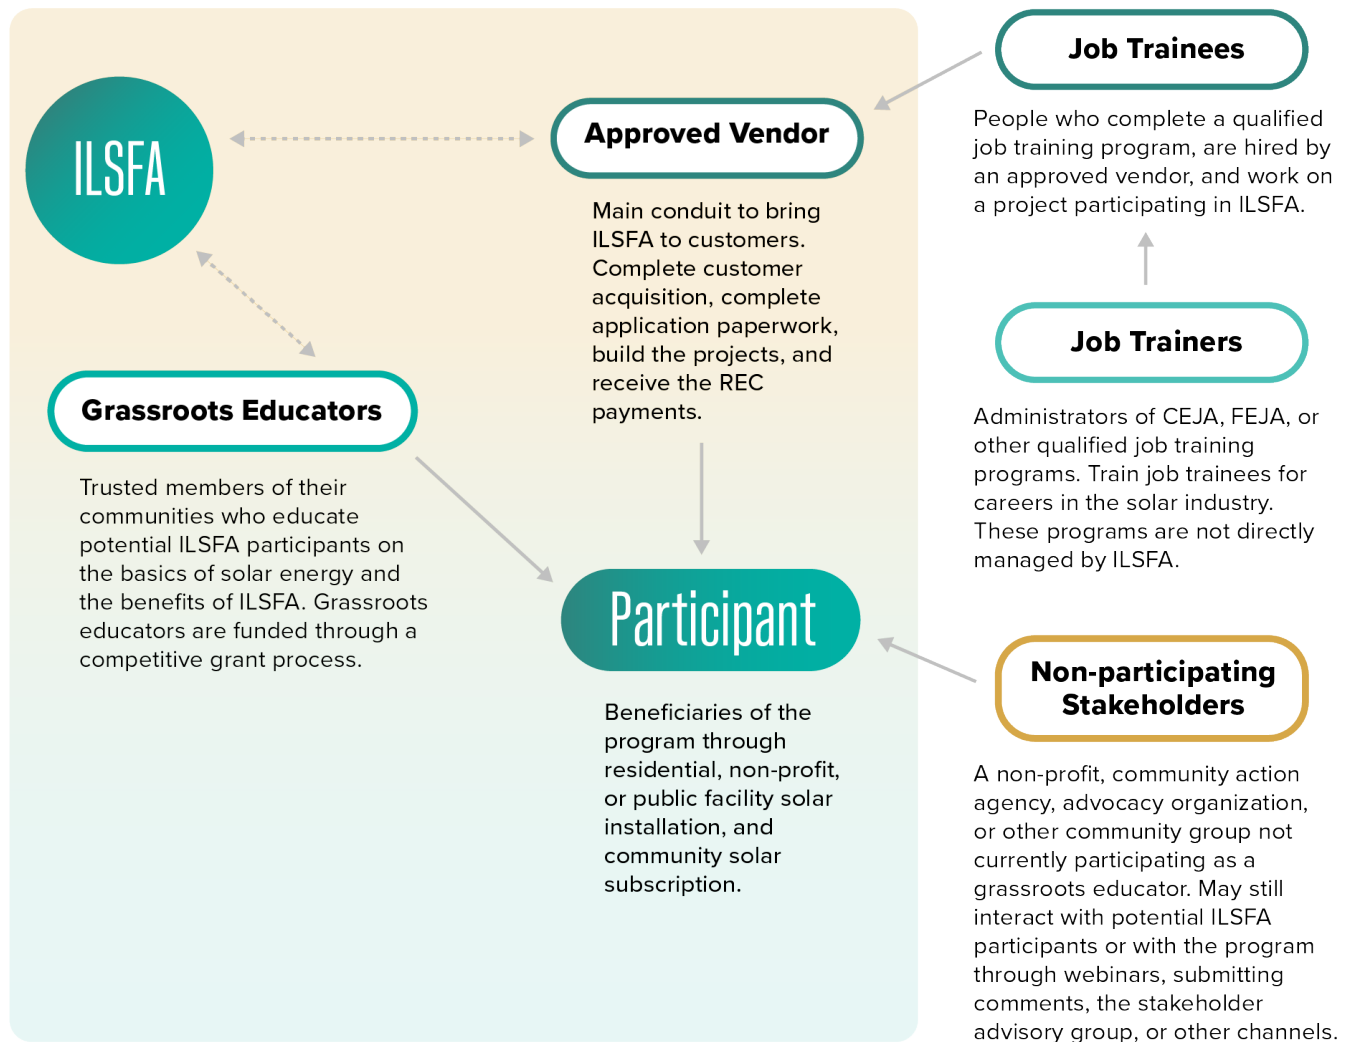 ILSFA
Approved Vendor
Main conduit to bring
ILSFA to customers.
Complete customer
acquisition, complete
application paperwork,
build the projects, and
receive the REC
payments.
Grassroots Educators
Trusted members of their
communities who educate
potential ILSFA participants on
the basics of solar energy and
the benefits of ILSFA. Grassroots
educators are funded through a
competitive grant process.
Participant
Beneficiaries of the
program through
residential, non-profit,
or public facility solar
installation, and
community solar
subscription.
Job Trainees
People who complete a qualified
job training program, are hired by
an approved vendor, and work on
a project participating in ILSFA.
Job Trainers
Administrators of CEJA, FEJA, or
other qualified job training
programs. Train job trainees for
careers in the solar industry.
These programs are not directly
managed by ILSFA.
Non-participating
Stakeholders
A non-profit, community action
agency, advocacy organization,
or other community group not
currently participating as a
grassroots educator. May still
interact with potential ILSFA
participants or with the program
through webinars, submitting
comments, the stakeholder
advisory group, or other channels.